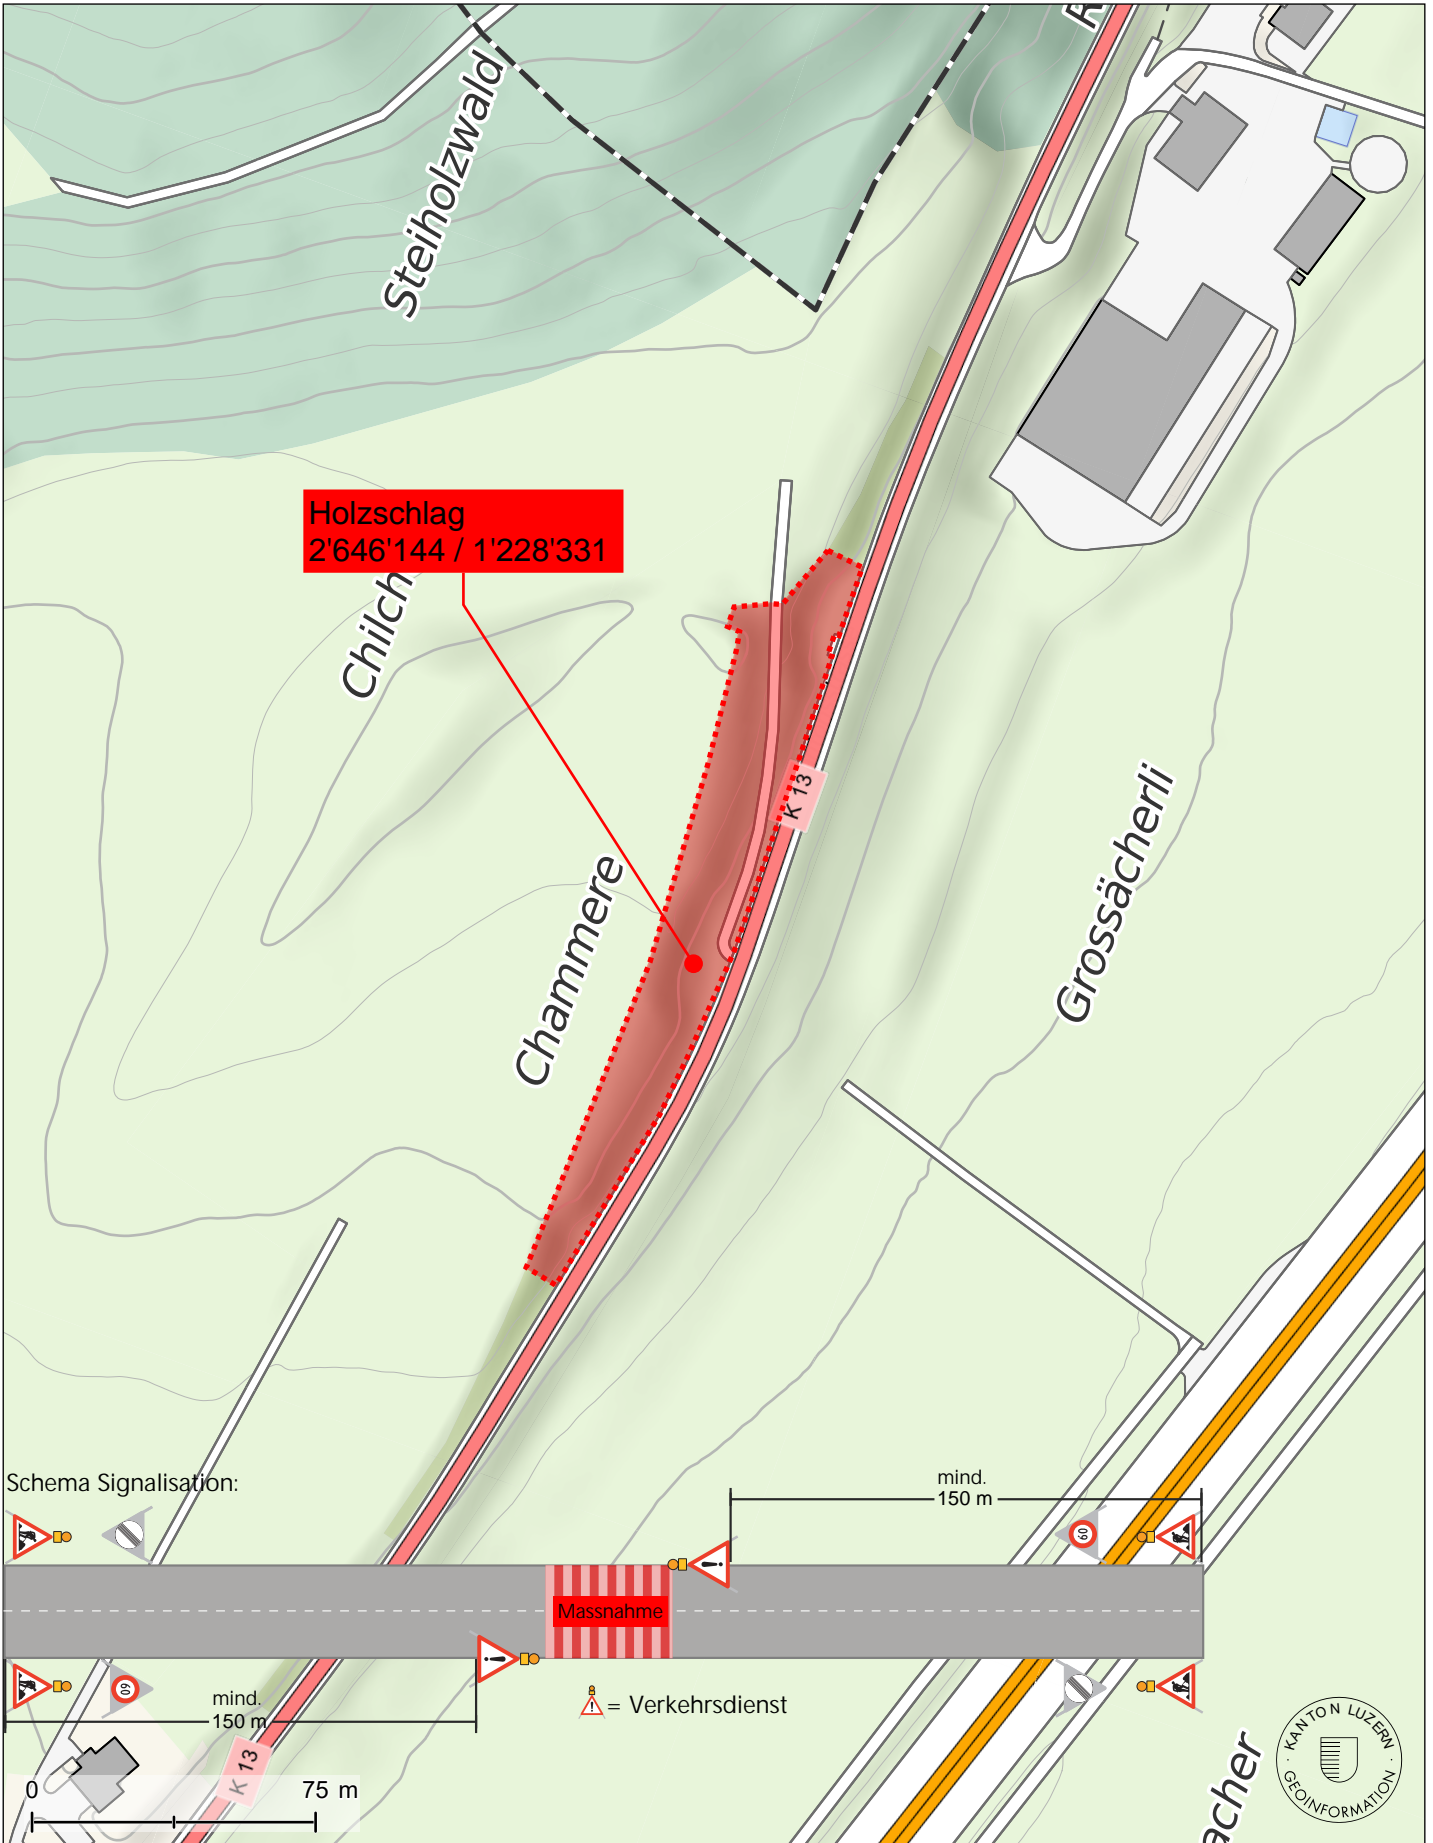 R
Steiholzwald
Holzschlag
2'646'144 / 1'228'331
Chilch
K 13
Grossächerli
Chammere
Schema Signalisation:
mind.
150 m
60
Massnahme
60
mind.
150 m
= Verkehrsdienst
K 13
0 75 m
acher
KANTON LUZERN
GEOINFORMATION